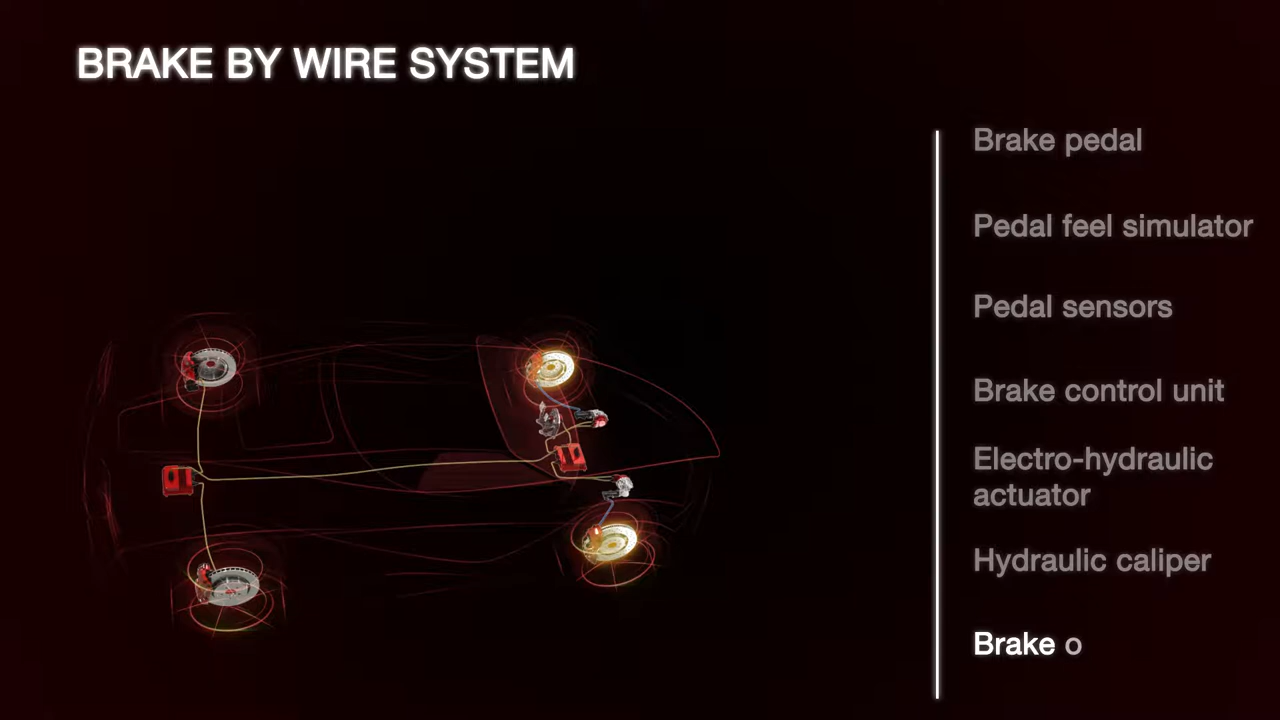 BRAKE BY WIRE SYSTEM
Brake pedal
Pedal feel simulator
Pedal sensors
Brake control unit
Electro-hydraulic
actuator
Hydraulic caliper
Brake o